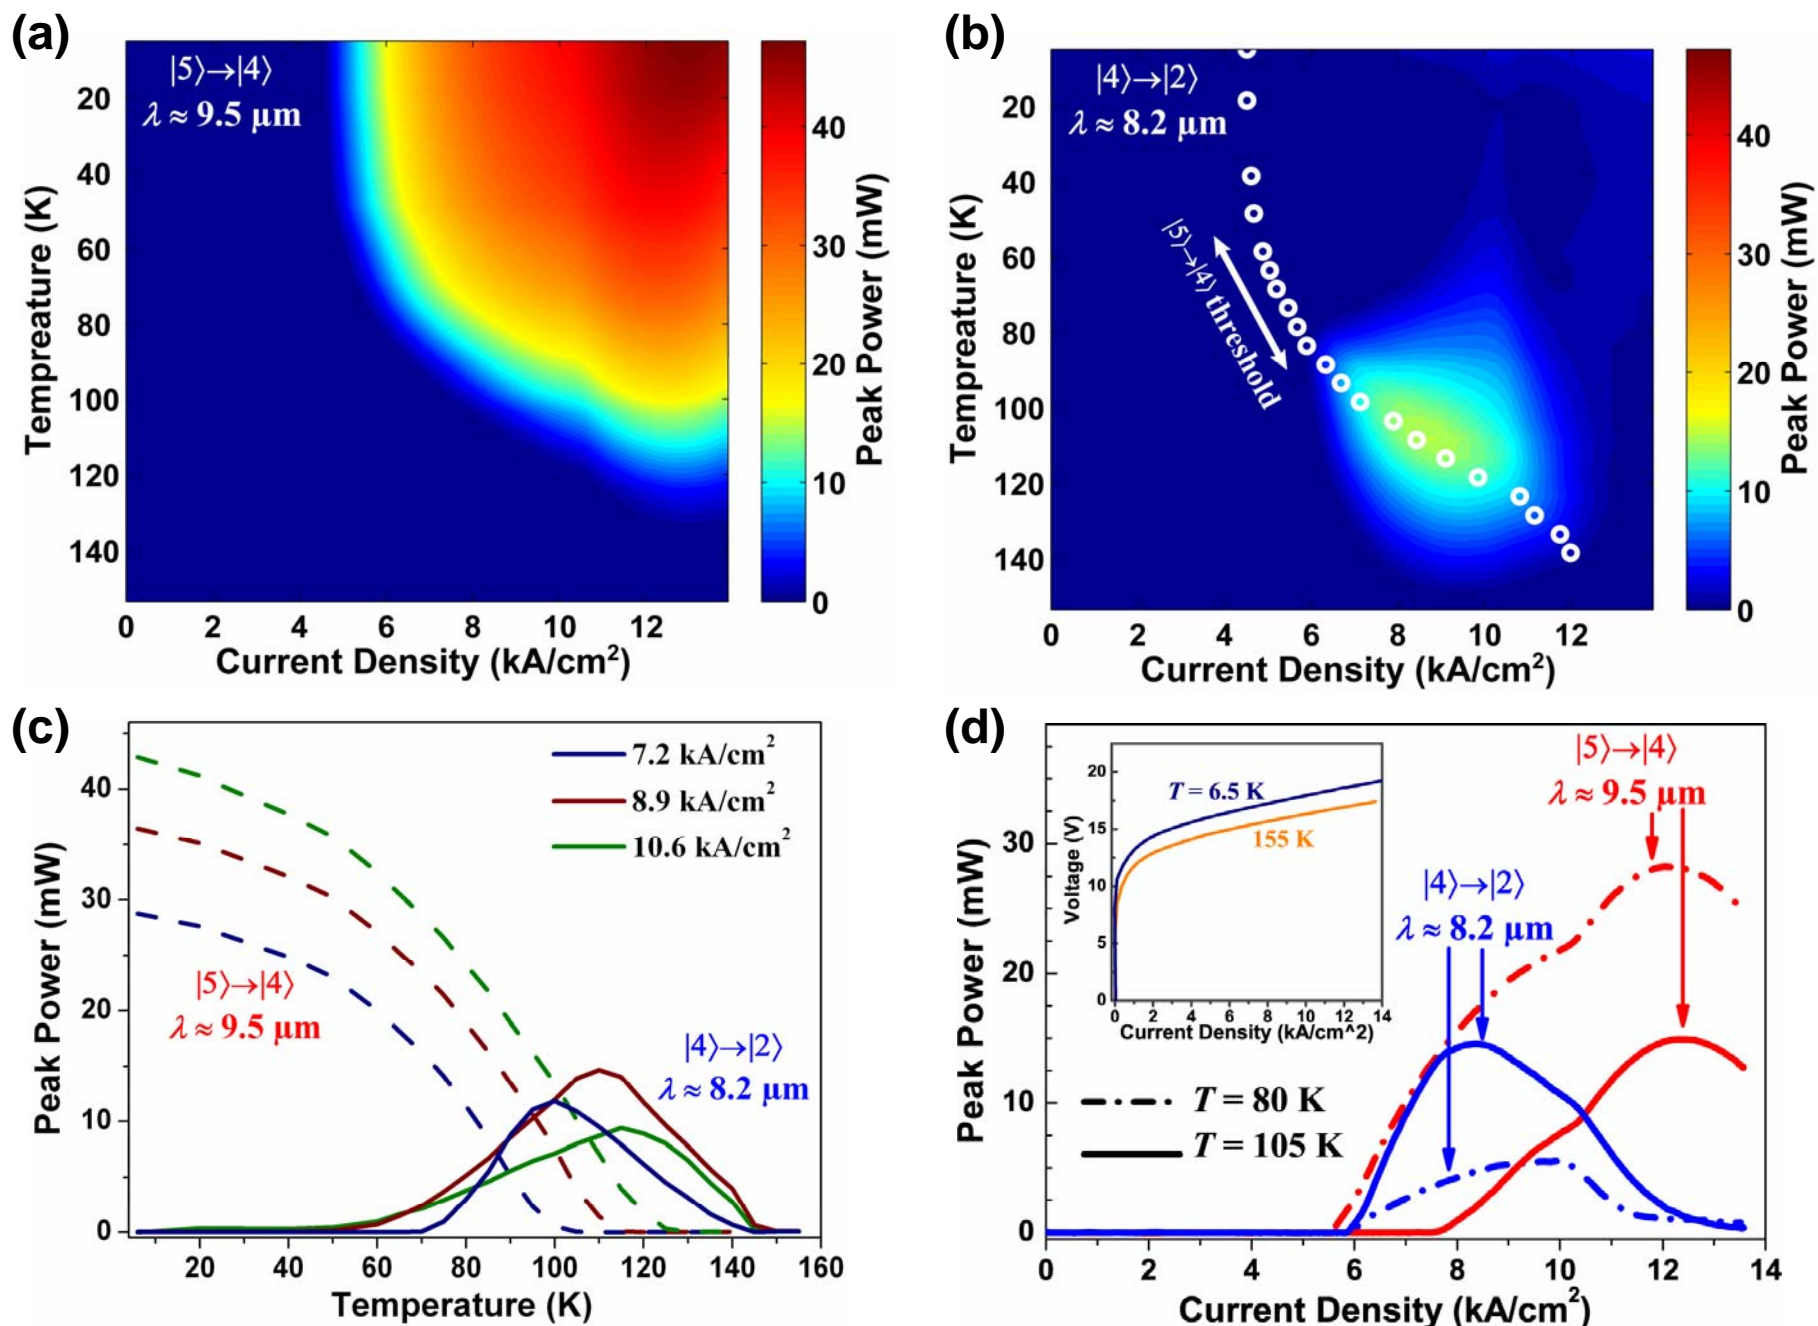 (a)
|5⟩→|4⟩
λ ≈ 9.5 µm
20
40
60
80
100
120
140
Tempreature (K)
0
2
4
6
8
10
12
Current Density (kA/cm²)
40
30
20
10
0
Peak Power (mW)
(b)
|4⟩→|2⟩
λ ≈ 8.2 µm
|5⟩→|4⟩ threshold
20
40
60
80
100
120
140
Tempreature (K)
0
2
4
6
8
10
12
Current Density (kA/cm²)
40
30
20
10
0
Peak Power (mW)
(c)
7.2 kA/cm²
8.9 kA/cm²
10.6 kA/cm²
|5⟩→|4⟩
λ ≈ 9.5 µm
|4⟩→|2⟩
λ ≈ 8.2 µm
40
30
20
10
0
Peak Power (mW)
20
40
60
80
100
120
140
160
Temperature (K)
(d)
|5⟩→|4⟩
λ ≈ 9.5 µm
|4⟩→|2⟩
λ ≈ 8.2 µm
T = 6.5 K
155 K
20
15
10
5
0
Voltage (V)
0
2
4
6
8
10
12
14
Current Density (kA/cm^2)
T = 80 K
T = 105 K
30
20
10
0
Peak Power (mW)
0
2
4
6
8
10
12
14
Current Density (kA/cm²)